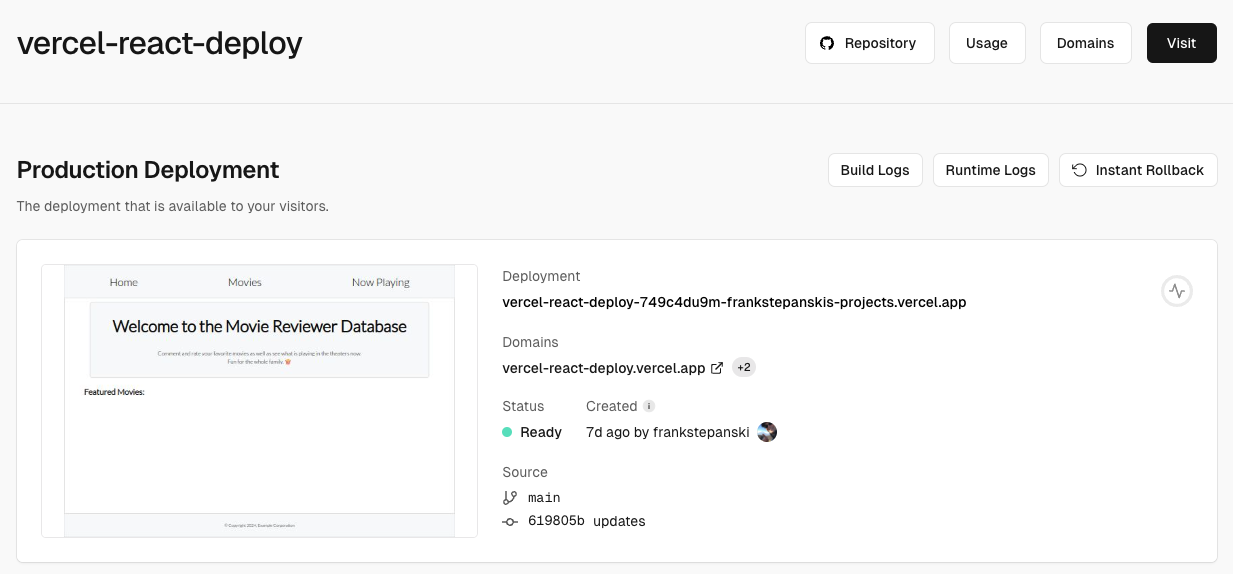 vercel-react-deploy
Repository Usage Domains Visit
Production Deployment
Build Logs Runtime Logs Instant Rollback
The deployment that is available to your visitors.
Home Movies Now Playing
Welcome to the Movie Reviewer Database
Comment and rate your favorite movies as well as see what is playing in the theaters now.
Fun for the whole family.
Featured Movies:
© Copyright 2024, Example Corporation
Deployment
vercel-react-deploy-749c4du9m-frankstepanskis-projects.vercel.app
Domains
vercel-react-deploy.vercel.app +2
Status Created
Ready 7d ago by frankstepanski
Source
main
619805b updates